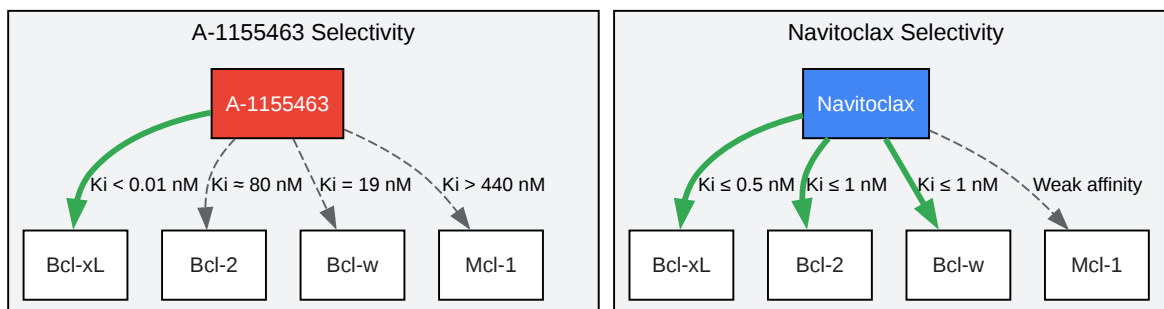 A-1155463 Selectivity
A-1155463
Ki < 0.01 nM
Ki ≈ 80 nM
Ki = 19 nM
Ki > 440 nM
Bcl-xL
Bcl-2
Bcl-w
Mcl-1
Navitoclax Selectivity
Navitoclax
Ki ≤ 0.5 nM
Ki ≤ 1 nM
Ki ≤ 1 nM
Weak affinity
Bcl-xL
Bcl-2
Bcl-w
Mcl-1